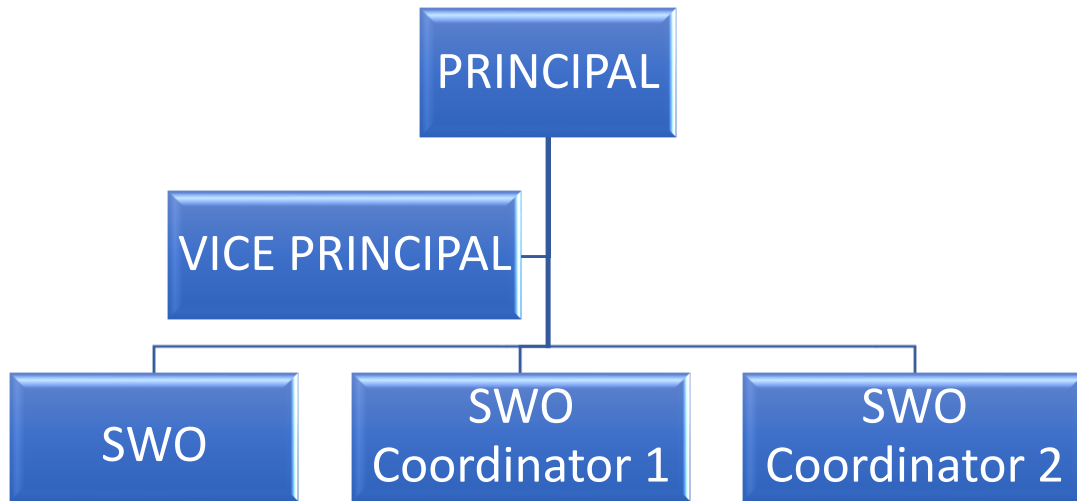 PRINCIPAL
VICE PRINCIPAL
SWO
SWO
Coordinator 1
SWO
Coordinator 2